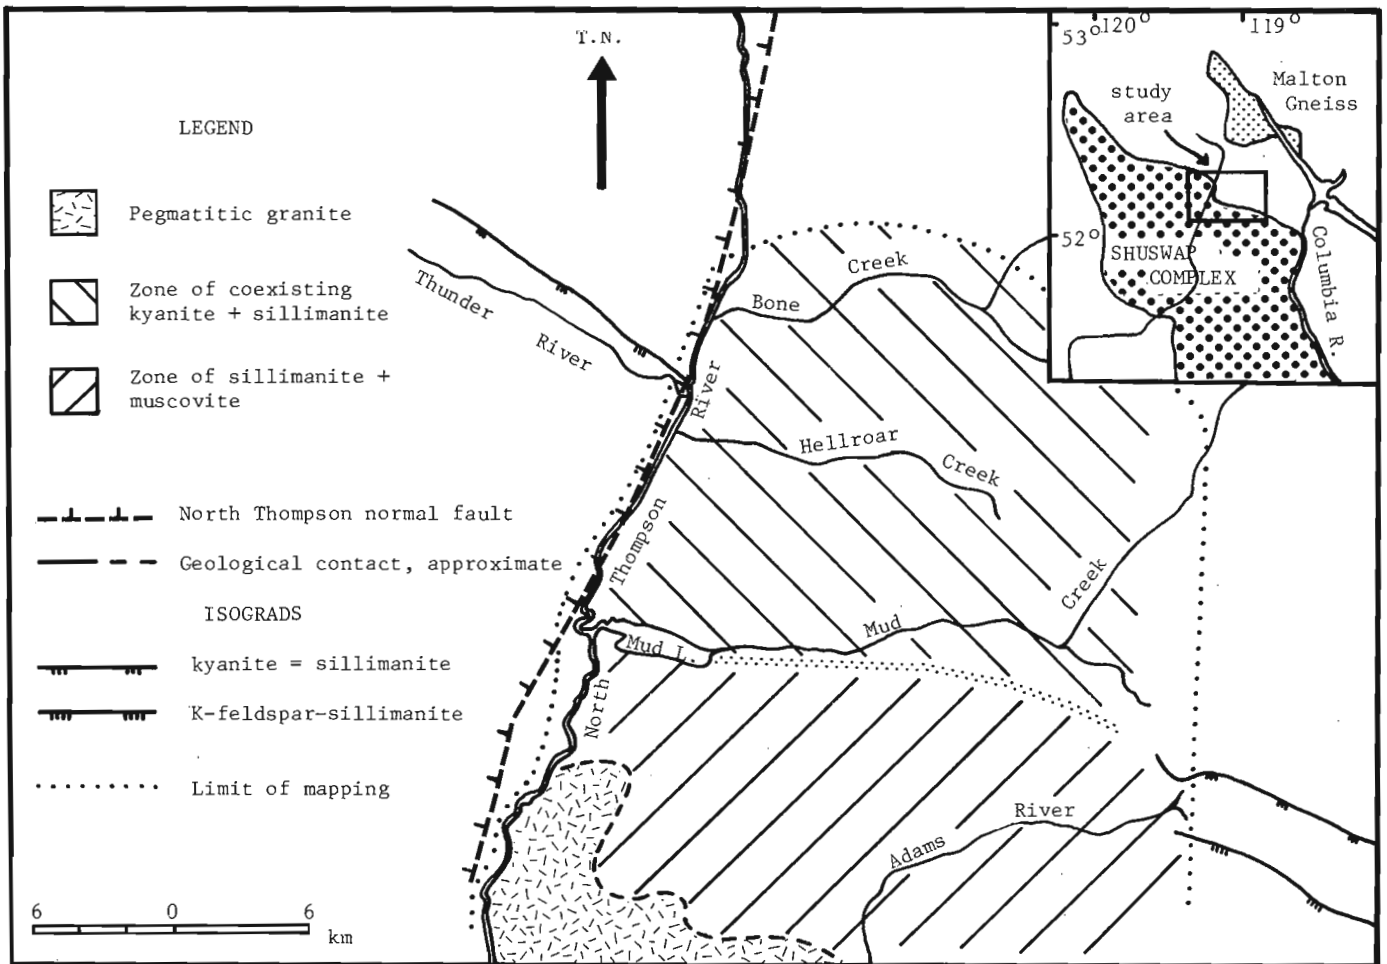 T.N.
LEGEND
Pegmatitic granite
Zone of coexisting
kyanite + sillimanite
Zone of sillimanite +
muscovite
North Thompson normal fault
Geological contact, approximate
ISOGRADS
kyanite = sillimanite
K-feldspar-sillimanite
Limit of mapping
6 0 6
km
Thunder
River
Bone
Creek
Hellroar
Creek
River
Thompson
North
Mud L.
Mud
Creek
Adams
River
53° 120° 119°
Malton
Gneiss
study
area
52°
SHUSWAP
COMPLEX
Columbia R.